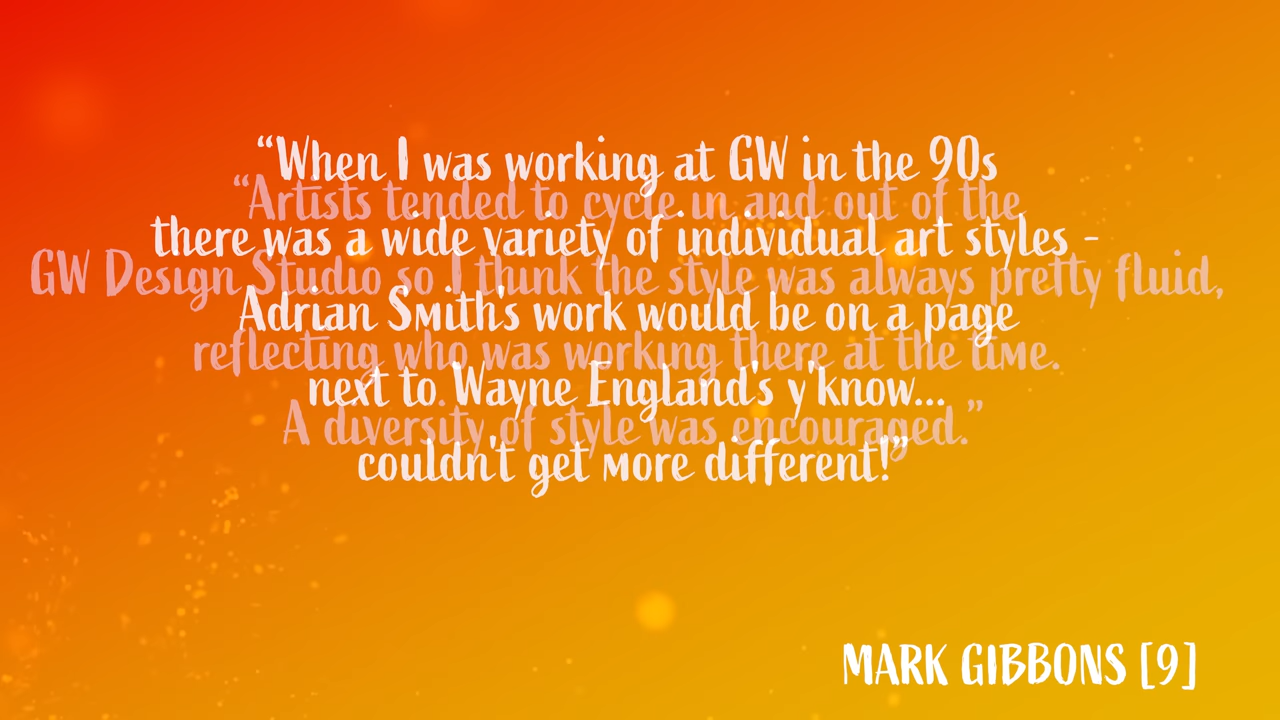 “When I was working at GW in the 90s
there was a wide variety of individual art styles -
Adrian Smith's work would be on a page
next to Wayne England's y'know...
couldn't get more different!”
“Artists tended to cycle in and out of the
GW Design Studio so I think the style was always pretty fluid,
reflecting who was working there at the time.
A diversity of style was encouraged.”
MARK GIBBONS [9]